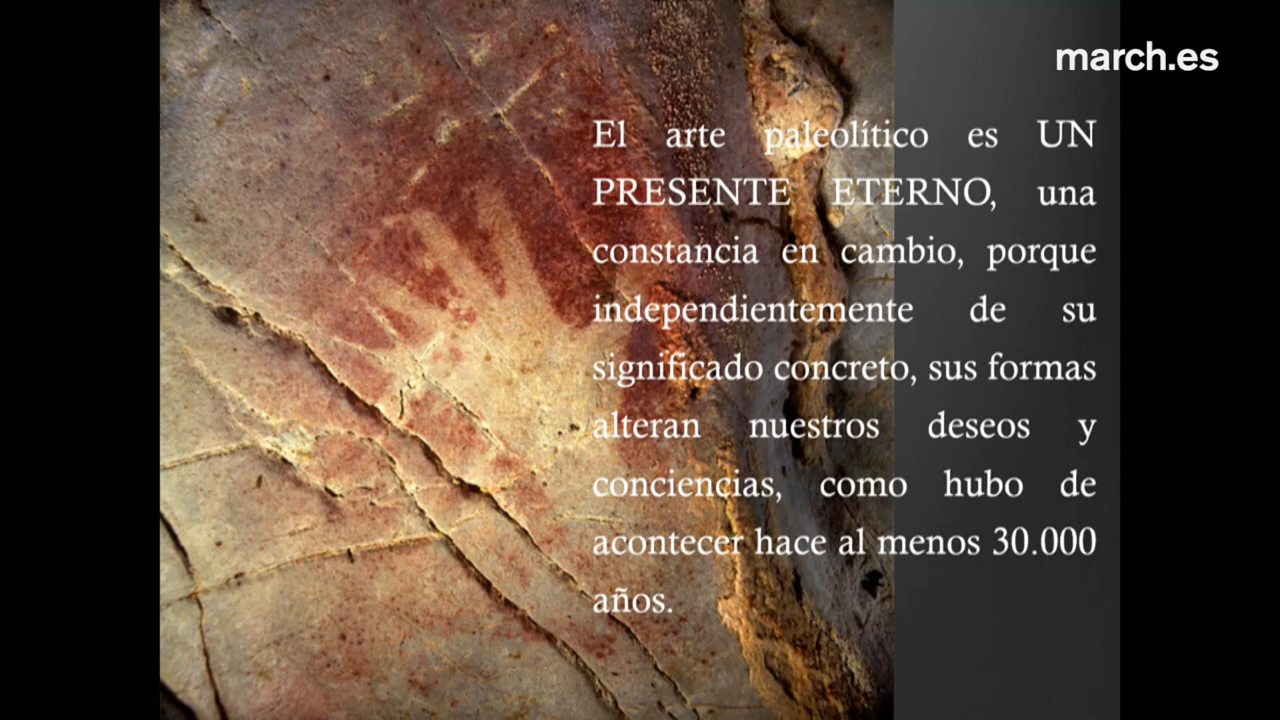 march.es
El arte paleolítico es UN
PRESENTE ETERNO, una
constancia en cambio, porque
independientemente de su
significado concreto, sus formas
alteran nuestros deseos y
conciencias, como hubo de
acontecer hace al menos 30.000
años.